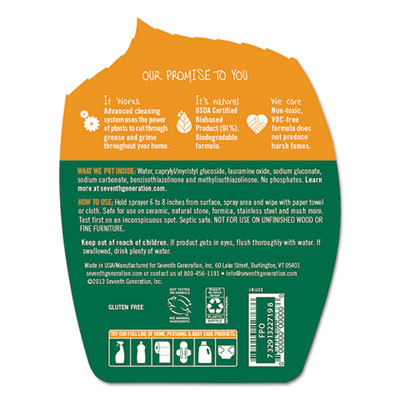 OUR PROMISE TO YOU
It Works
Advanced cleaning
system uses the power
of plants to cut through
grease and grime
throughout your home.
It's natural
USDA Certified
Biobased
Product (91%).
Biodegradable
formula.
We care
Non-toxic,
VOC-free
formula does
not produce
harsh fumes.
WHAT WE PUT INSIDE: Water, caprylyl/myristyl glucoside, lauramine oxide, sodium gluconate,
sodium carbonate, benzisothiazolinone and methylisothiazolinone. No phosphates. Learn
more at seventhgeneration.com.
HOW TO USE: Hold sprayer 6 to 8 inches from surface, spray area and wipe with paper towel
or cloth. Safe for use on ceramic, natural stone, formica, stainless steel and much more.
Test first on an inconspicuous spot. Septic safe. NOT FOR USE ON UNFINISHED WOOD OR
FINE FURNITURE.
Keep out of reach of children. If product gets in eyes, flush thoroughly with water. If
swallowed, drink plenty of water.
Made in USA/Manufactured for Seventh Generation, Inc. 60 Lake Street, Burlington, VT 05401
seventhgeneration.com or contact us at 800-456-1191 • info@seventhgeneration.com
©2013 Seventh Generation, Inc.
GLUTEN FREE
NOT TESTED
ON ANIMALS
NO ANIMAL
INGREDIENTS
PLASTIC
BOTTLE
FPO
7 32913 22719 8
TRY OUR FULL LINE OF HOME, PERSONAL & BABY CARE PRODUCTS